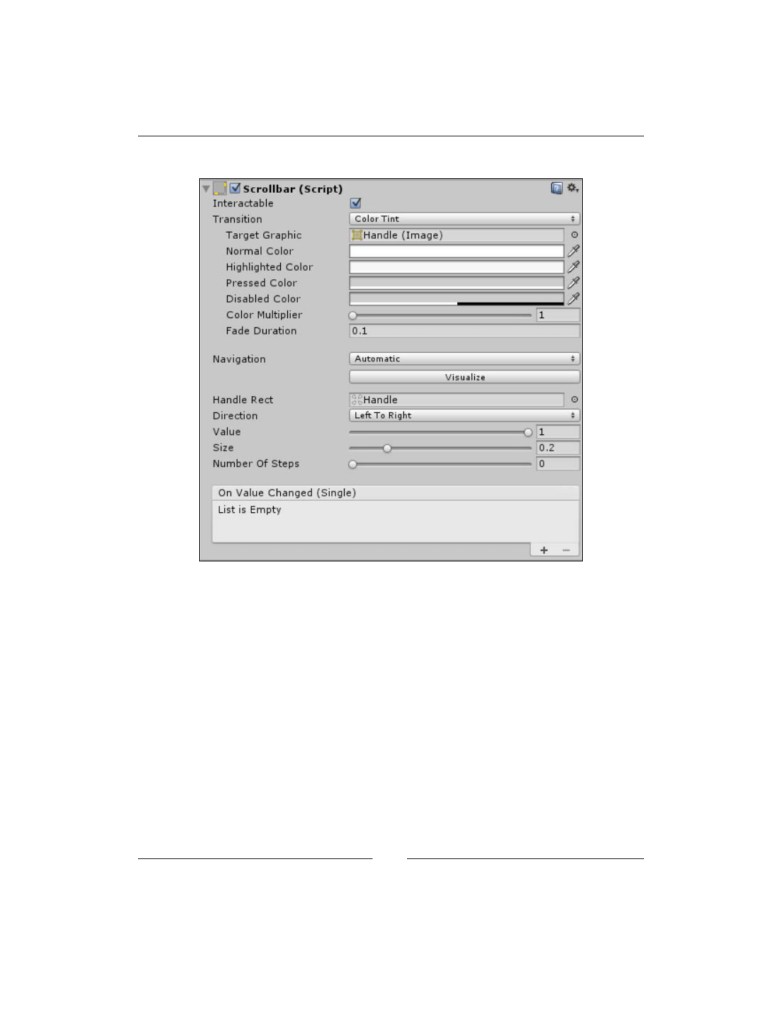 Scrollbar (Script)
Interactable
Transition Color Tint
Target Graphic Handle (Image)
Normal Color
Highlighted Color
Pressed Color
Disabled Color
Color Multiplier 1
Fade Duration 0.1
Navigation Automatic
Visualize
Handle Rect Handle
Direction Left To Right
Value 1
Size 0.2
Number Of Steps 0
On Value Changed (Single)
List is Empty
+ −